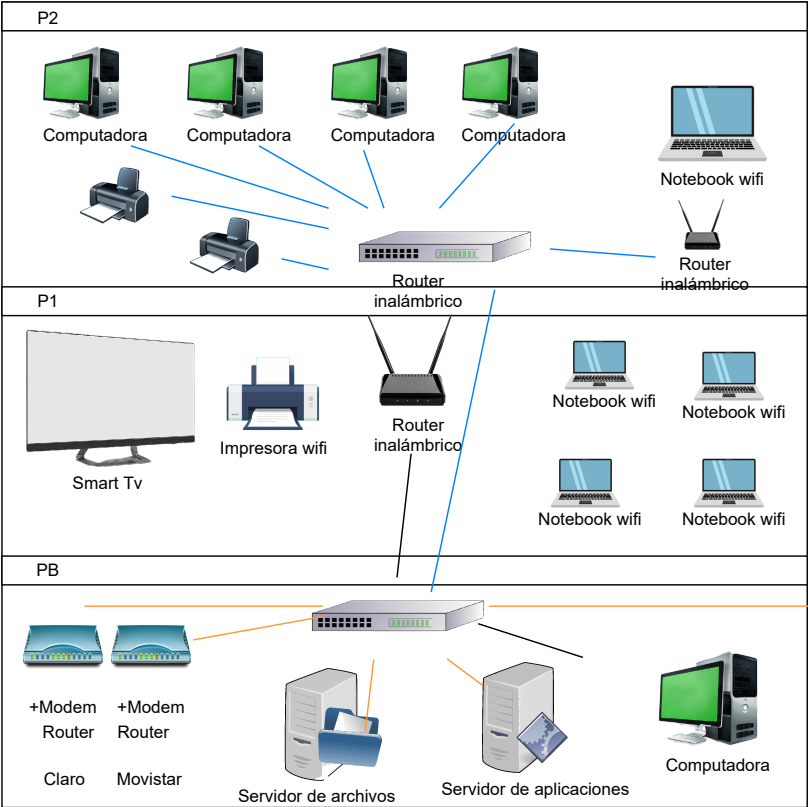 P2
Computadora
Computadora
Computadora
Computadora
Notebook wifi
Router
inalámbrico
Router
inalámbrico
P1
Smart Tv
Impresora wifi
Router
inalámbrico
Notebook wifi
Notebook wifi
Notebook wifi
Notebook wifi
PB
+Modem
Router
Claro
+Modem
Router
Movistar
Servidor de archivos
Servidor de aplicaciones
Computadora